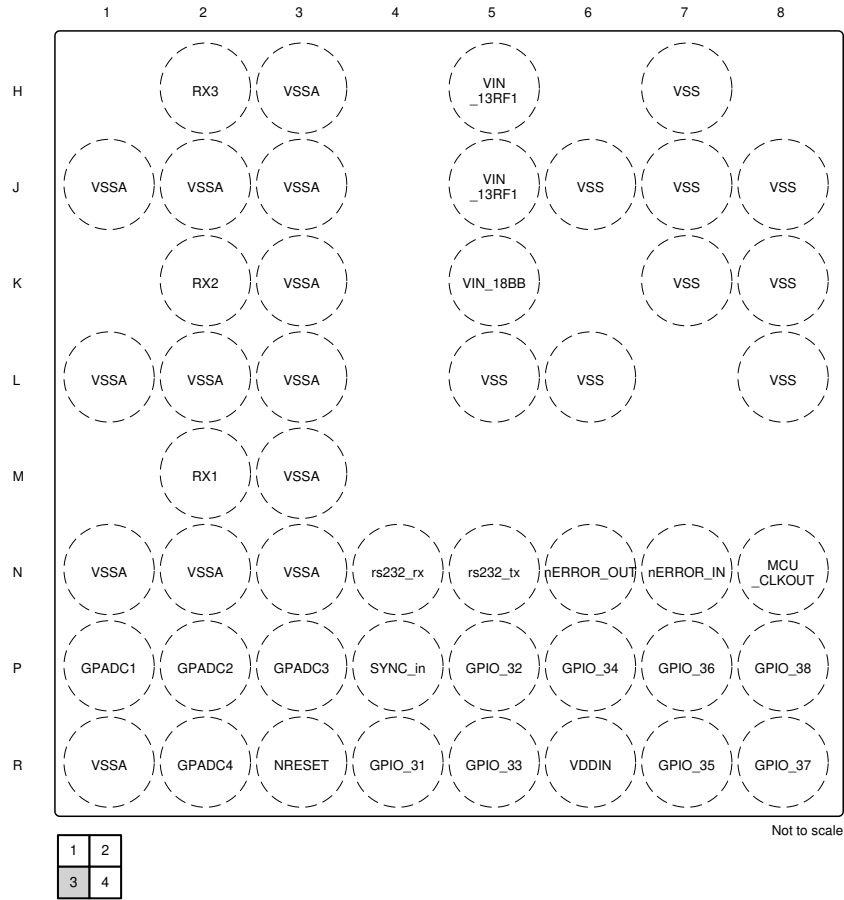 1 2 3 4 5 6 7 8
H RX3 VSSA VIN _13RF1 VSS
J VSSA VSSA VSSA VIN _13RF1 VSS VSS VSS
K RX2 VSSA VIN_18BB VSS VSS
L VSSA VSSA VSSA VSS VSS VSS
M RX1 VSSA
N VSSA VSSA VSSA rs232_rx rs232_tx nERROR_OUT nERROR_IN MCU _CLKOUT
P GPADC1 GPADC2 GPADC3 SYNC_in GPIO_32 GPIO_34 GPIO_36 GPIO_38
R VSSA GPADC4 NRESET GPIO_31 GPIO_33 VDDIN GPIO_35 GPIO_37
Not to scale
1 2
3 4